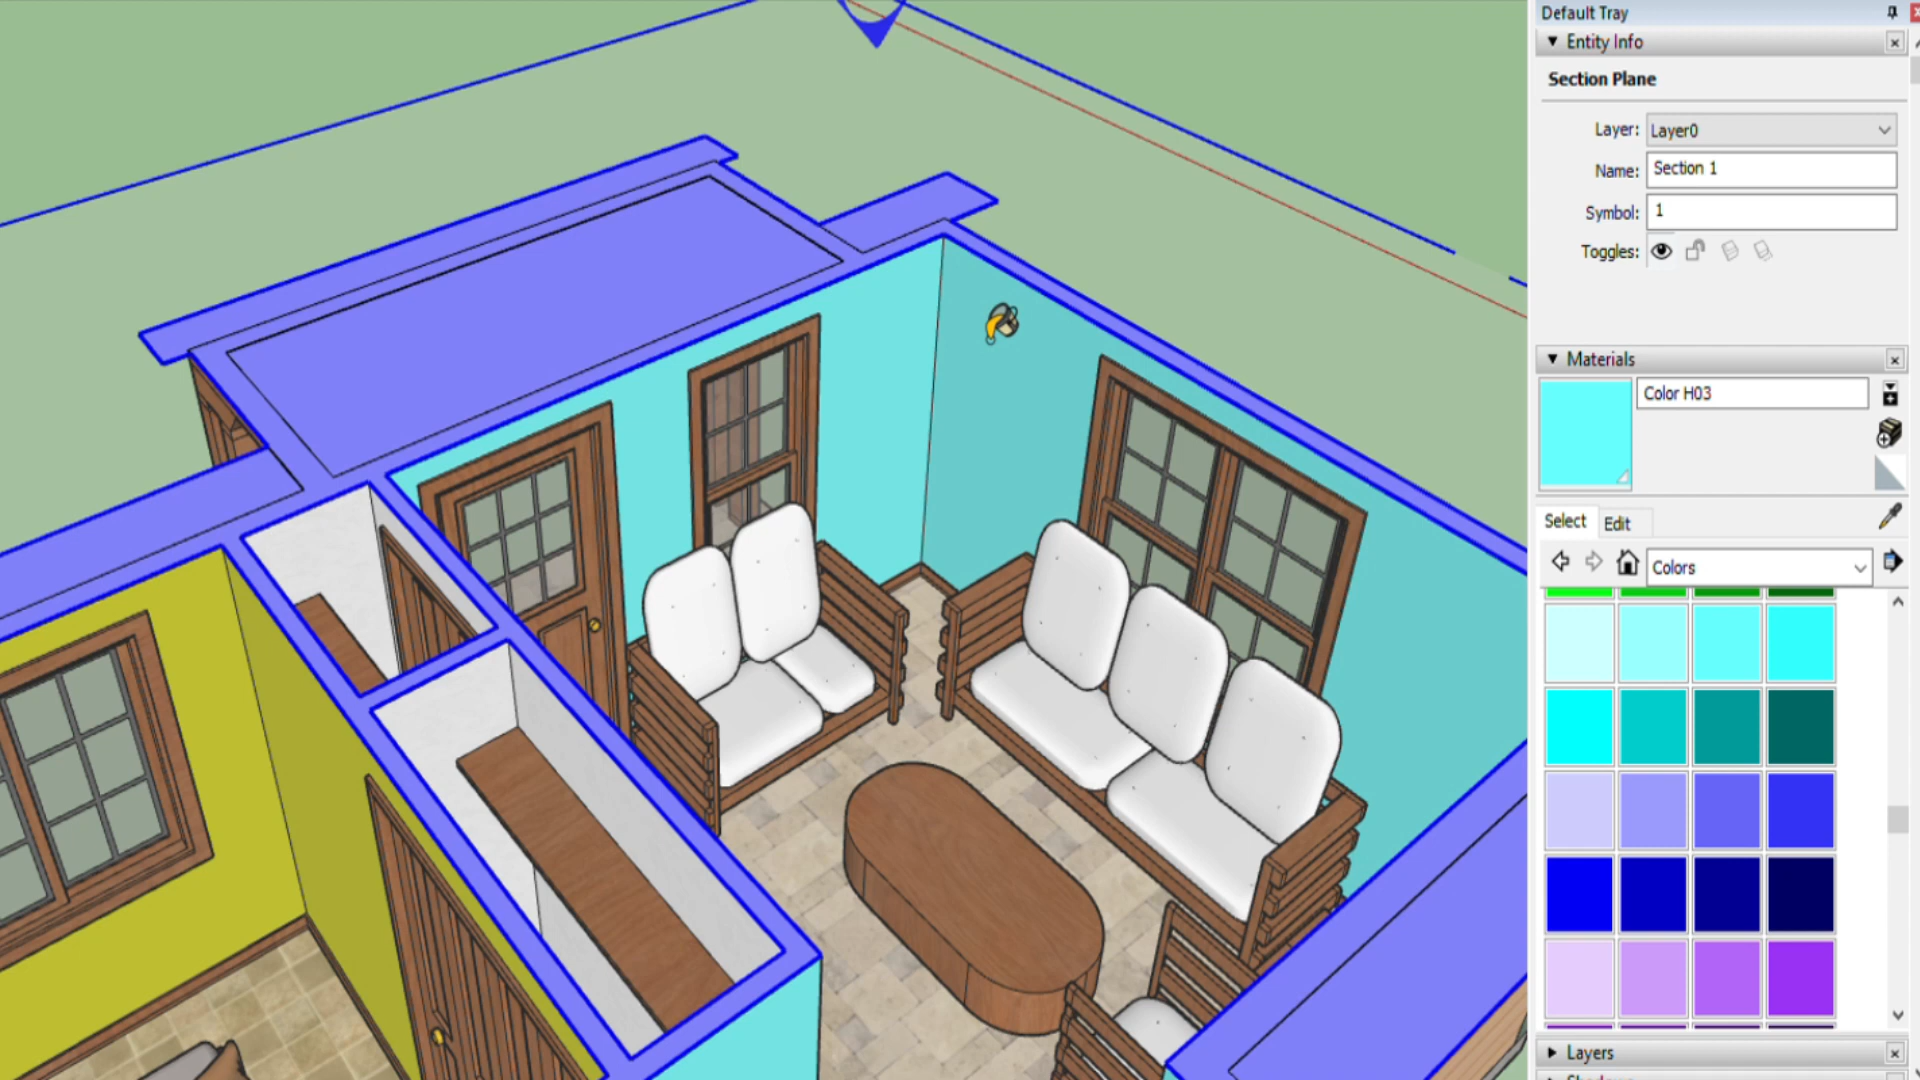 Default Tray
Entity Info
Section Plane
Layer: Layer0
Name: Section 1
Symbol: 1
Toggles:
Materials
Color H03
Select Edit
Colors
Layers